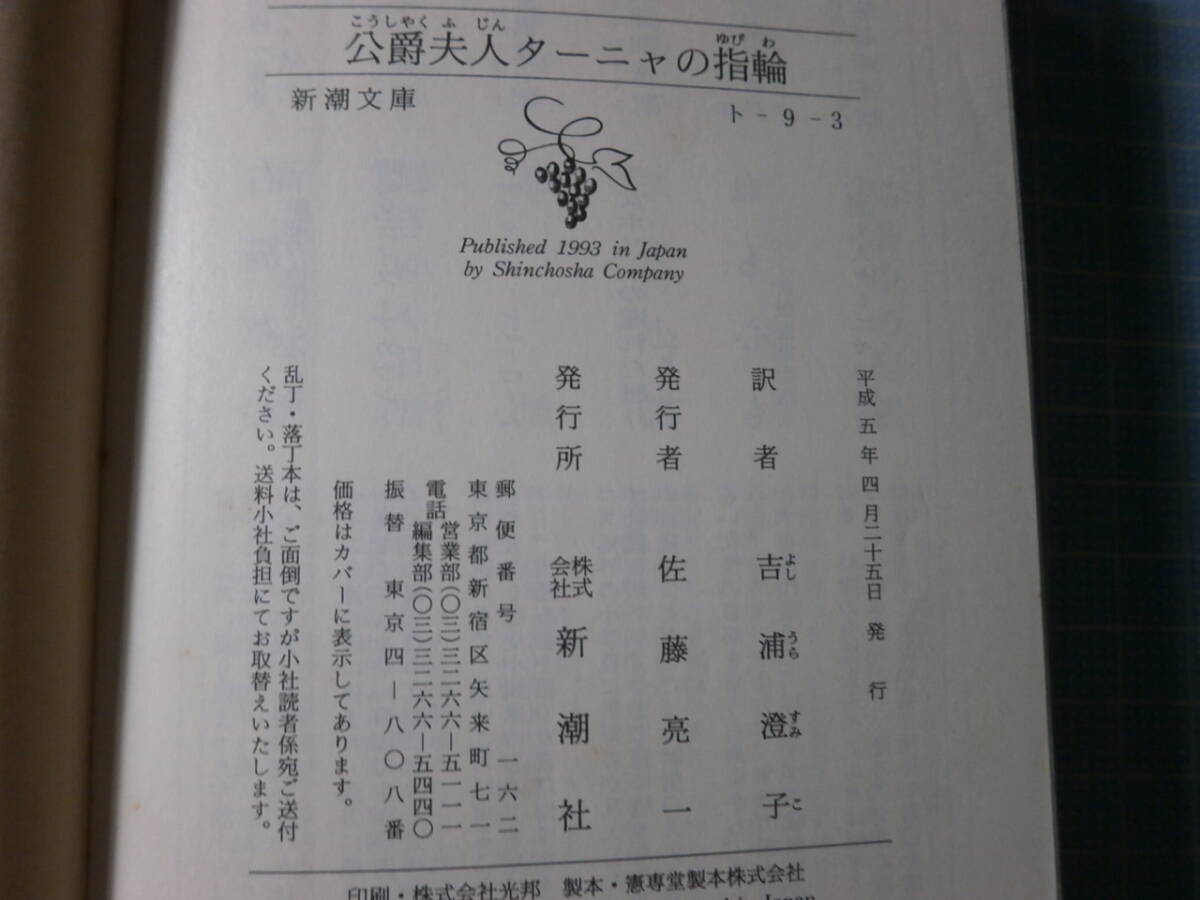 こうしやくふじん ゆびわ
公爵夫人ターニャの指輪
新潮文庫 ト-9-3
Published 1993 in Japan
by Shinchosha Company
平成五年四月二十五日 発行
訳者 吉浦澄子
よし うら すみ こ
発行者 佐藤亮一
発行所 株式会社 新潮社
郵便番号 一六二
東京都新宿区矢来町七一
電話 営業部(〇三)三二六六—五一一一
編集部(〇三)三二六六—五四四〇
振替 東京四—八〇八番
価格はカバーに表示してあります。
乱丁・落丁本は、ご面倒ですが小社読者係宛ご送付
ください。送料小社負担にてお取替えいたします。
印刷・株式会社光邦 製本・憲専堂製本株式会社
Japan